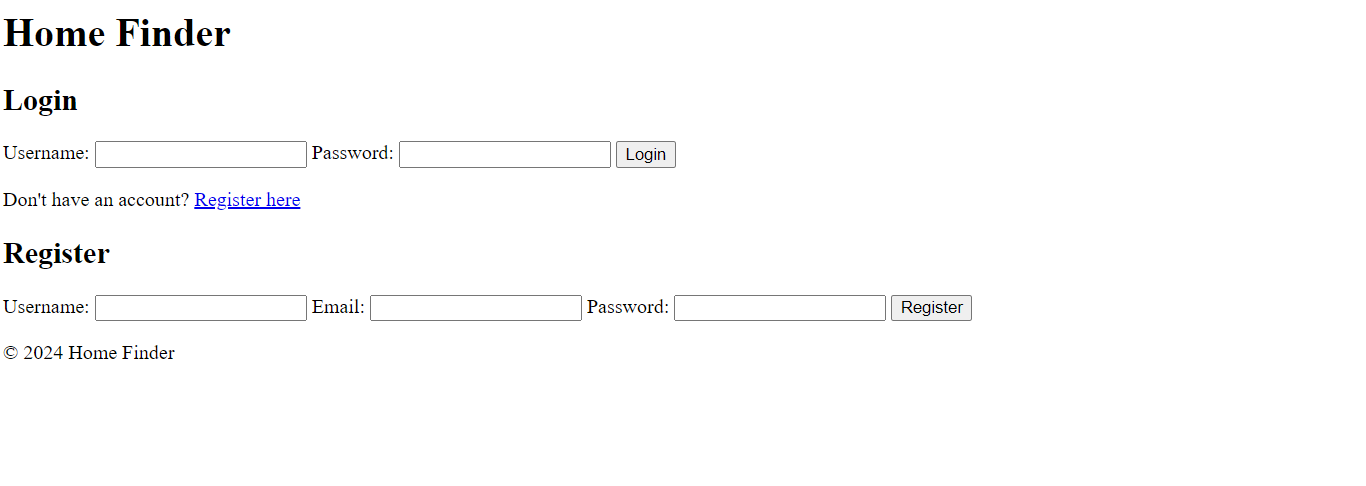 Home Finder
Login
Username: Password: Login
Don't have an account? Register here
Register
Username: Email: Password: Register
© 2024 Home Finder